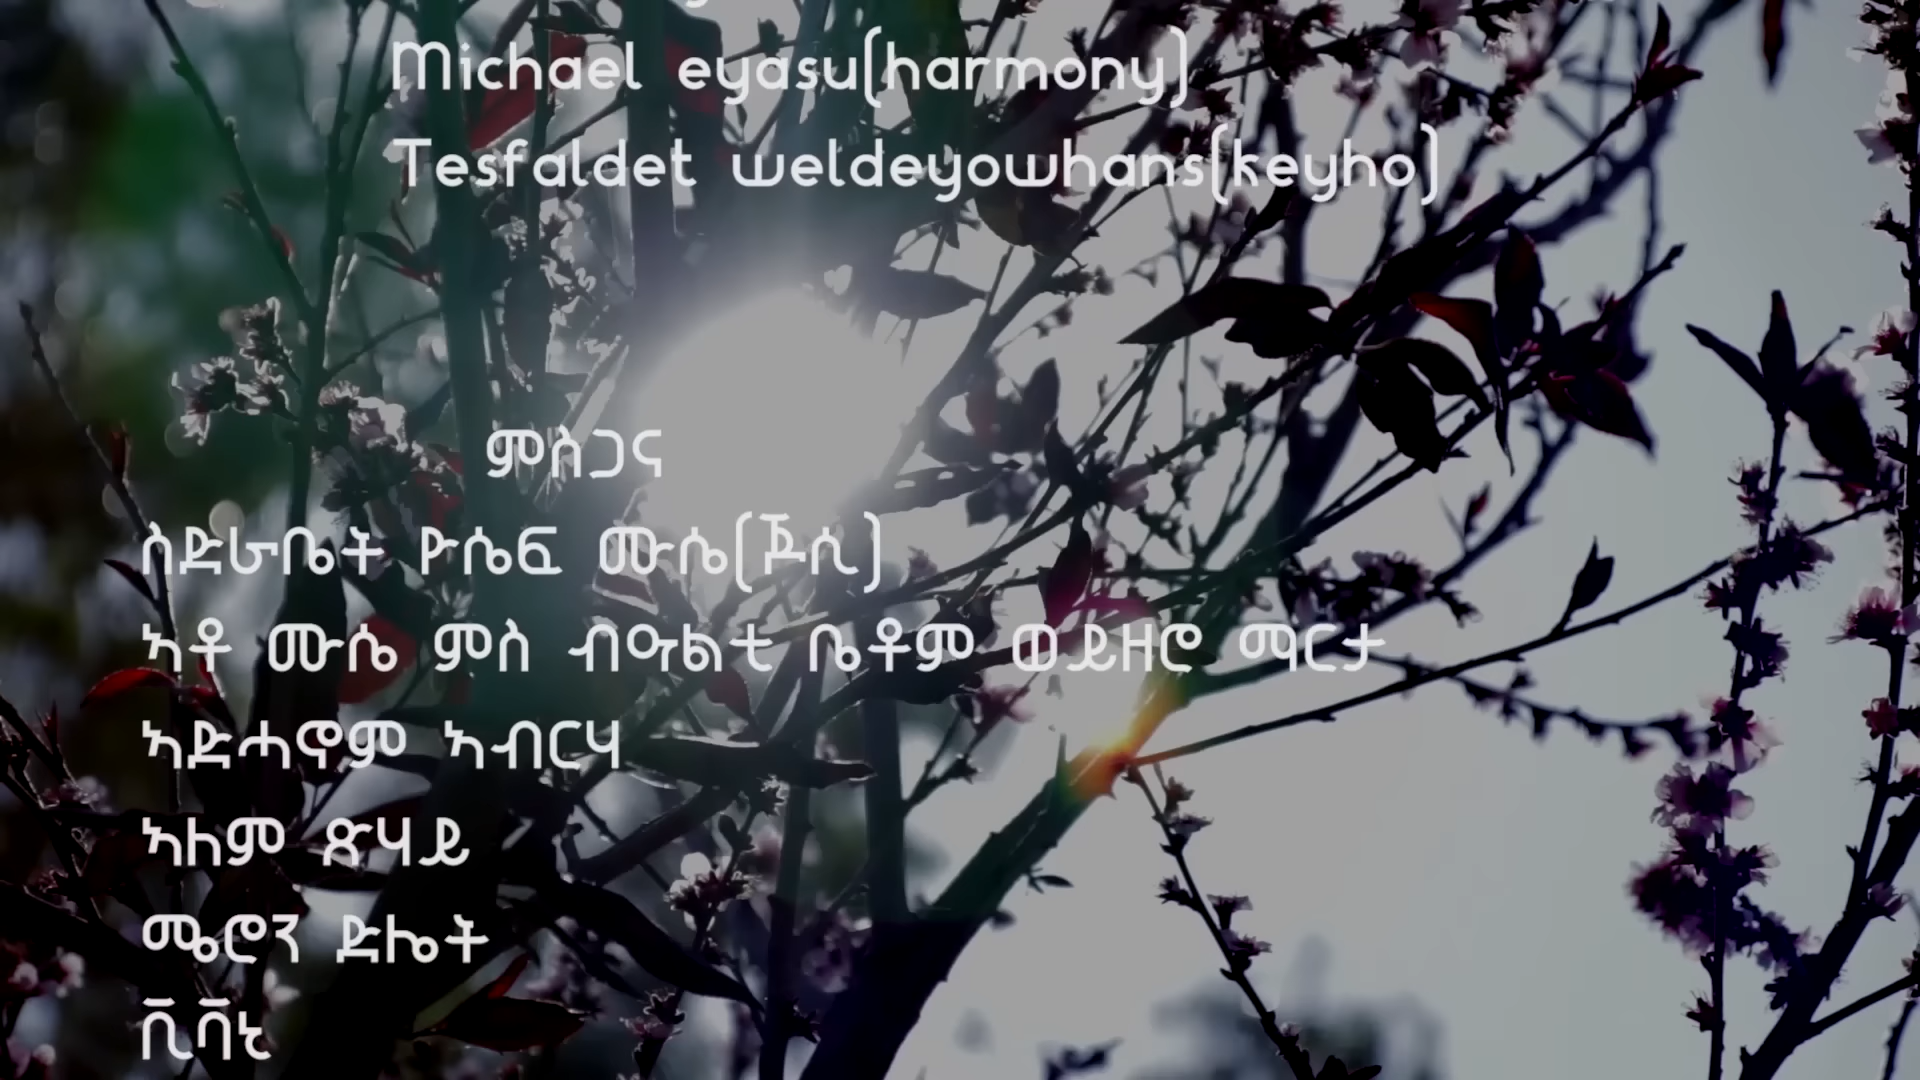 Michael eyasu(harmony)
Tesfaldet weldeyowhans(keyho)
ምስጋና
ስድራቤት ዮሴፍ ሙሴ(ጆሲ)
ኣቶ ሙሴ ምስ ብዓልቲ ቤቶም ወይዘሮ ማርታ
ኣድሓኖም ኣብርሃ
ኣለም ጽሃይ
ሜሮን ድሌት
ቪቫኒ